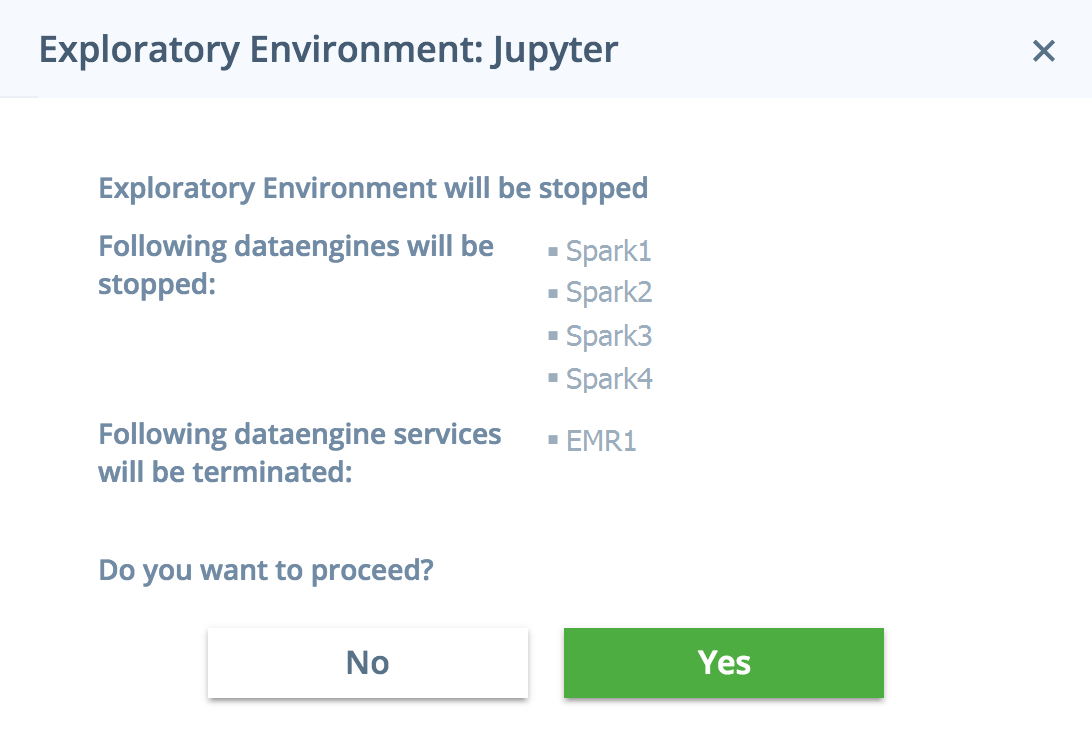 Exploratory Environment: Jupyter
Exploratory Environment will be stopped
Following dataengines will be
stopped:
Spark1
Spark2
Spark3
Spark4
Following dataengine services
will be terminated:
EMR1
Do you want to proceed?
No
Yes